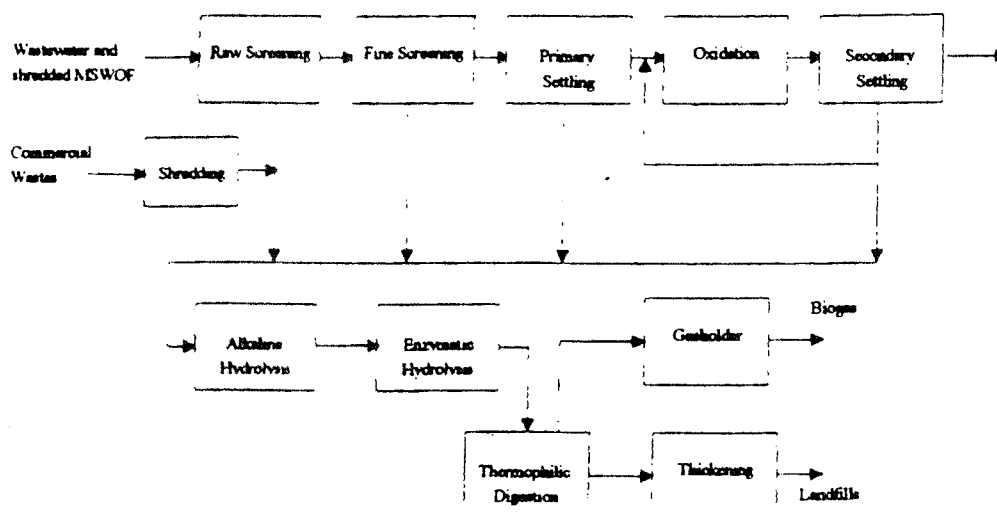 Wastewater and
shredded MSWOF
Raw Screening
Fine Screening
Primary
Settling
Oxidation
Secondary
Settling
Commercial
Wastes
Shredding
Alkaline
Hydrolysis
Enzymatic
Hydrolysis
Gasholder
Biogas
Thermophilic
Digestion
Thickening
Landfills